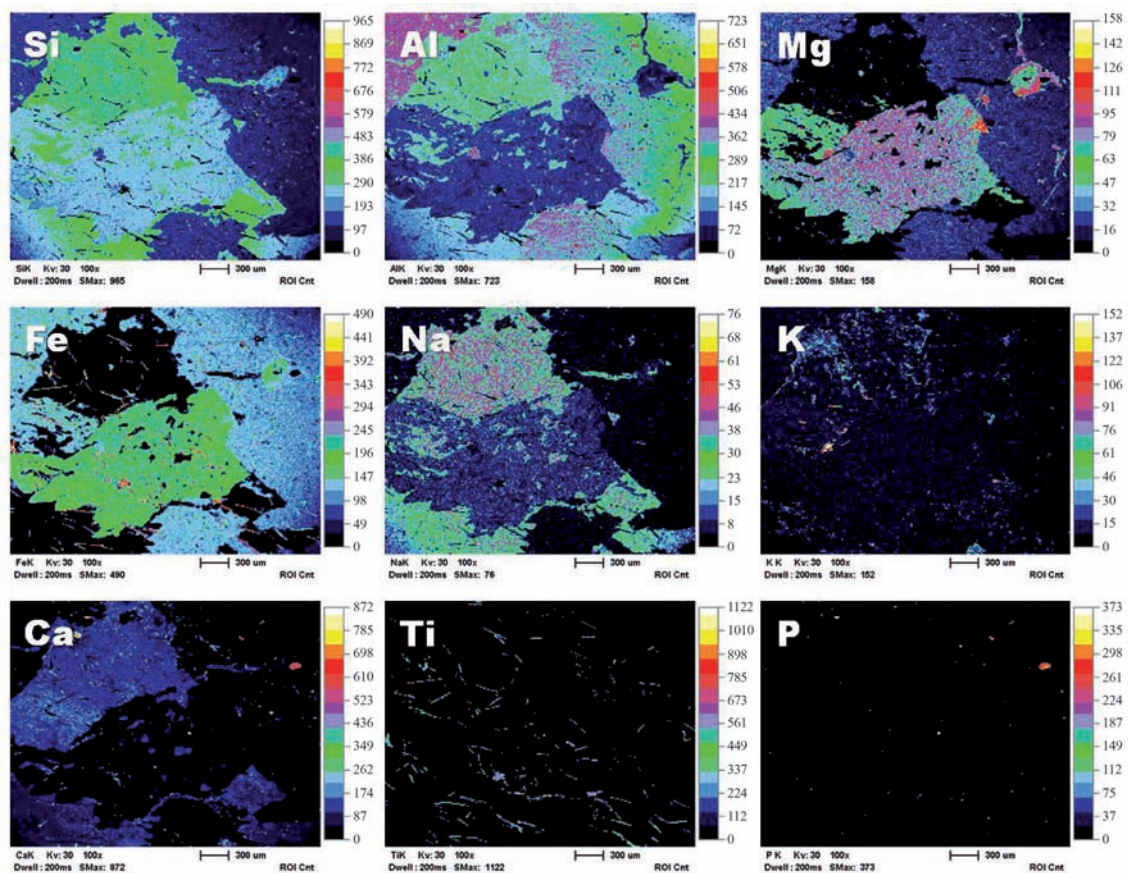 Si
965
869
772
676
579
483
386
290
193
97
0
SiK Kv: 30 100x
300 um
Dwell : 200ms SMax: 965
ROI Cnt
Al
723
651
578
506
434
362
289
217
145
72
0
AlK Kv: 30 100x
300 um
Dwell : 200ms SMax: 723
ROI Cnt
Mg
158
142
126
111
95
79
63
47
32
16
0
MgK Kv: 30 100x
300 um
Dwell : 200ms SMax: 158
ROI Cnt
Fe
490
441
392
343
294
245
196
147
98
49
0
FeK Kv: 30 100x
300 um
Dwell : 200ms SMax: 490
ROI Cnt
Na
76
68
61
53
46
38
30
23
15
8
0
NaK Kv: 30 100x
300 um
Dwell : 200ms SMax: 76
ROI Cnt
K
152
137
122
106
91
76
61
46
30
15
0
K K Kv: 30 100x
300 um
Dwell : 200ms SMax: 152
ROI Cnt
Ca
872
785
698
610
523
436
349
262
174
87
0
CaK Kv: 30 100x
300 um
Dwell : 200ms SMax: 872
ROI Cnt
Ti
1122
1010
898
785
673
561
449
337
224
112
0
TiK Kv: 30 100x
300 um
Dwell : 200ms SMax: 1122
ROI Cnt
P
373
336
298
261
224
187
149
112
75
37
0
P K Kv: 30 100x
300 um
Dwell : 200ms SMax: 373
ROI Cnt